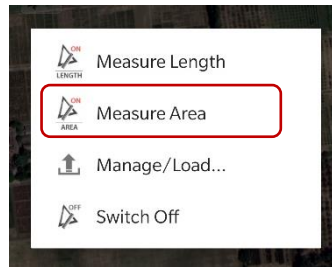 ON
LENGTH
Measure Length
ON
AREA
Measure Area
Manage/Load...
OFF
Switch Off